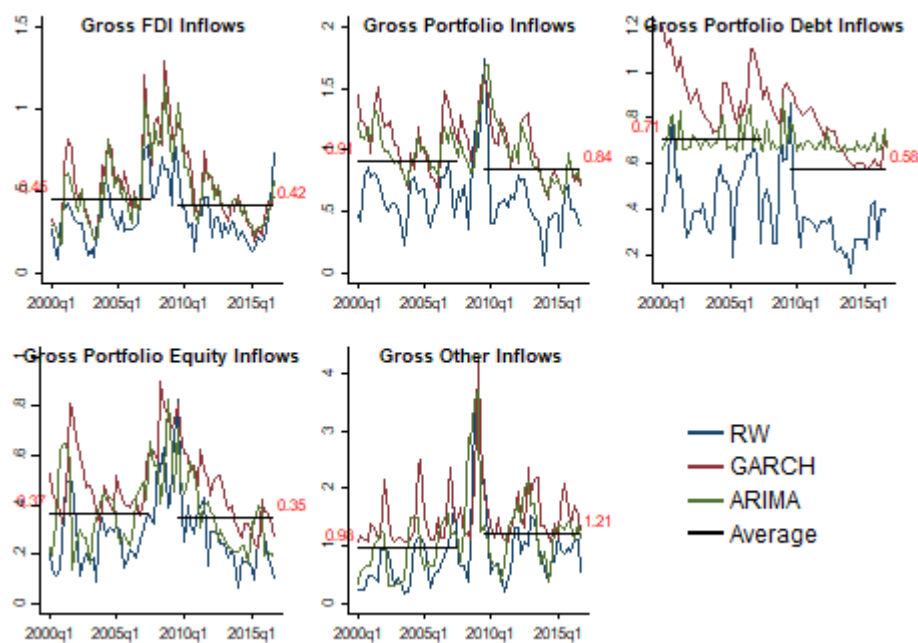 Gross FDI Inflows
1.5
1
.5
0
0.45
0.42
2000q1 2005q1 2010q1 2015q1
Gross Portfolio Inflows
2
1.5
1
.5
0
0.91
0.84
2000q1 2005q1 2010q1 2015q1
Gross Portfolio Debt Inflows
1.2
1
.8
.6
.4
.2
0.71
0.58
2000q1 2005q1 2010q1 2015q1
Gross Portfolio Equity Inflows
1
.8
.6
.4
.2
0
0.37
0.35
2000q1 2005q1 2010q1 2015q1
Gross Other Inflows
4
3
2
1
0
0.98
1.21
2000q1 2005q1 2010q1 2015q1
RW
GARCH
ARIMA
Average